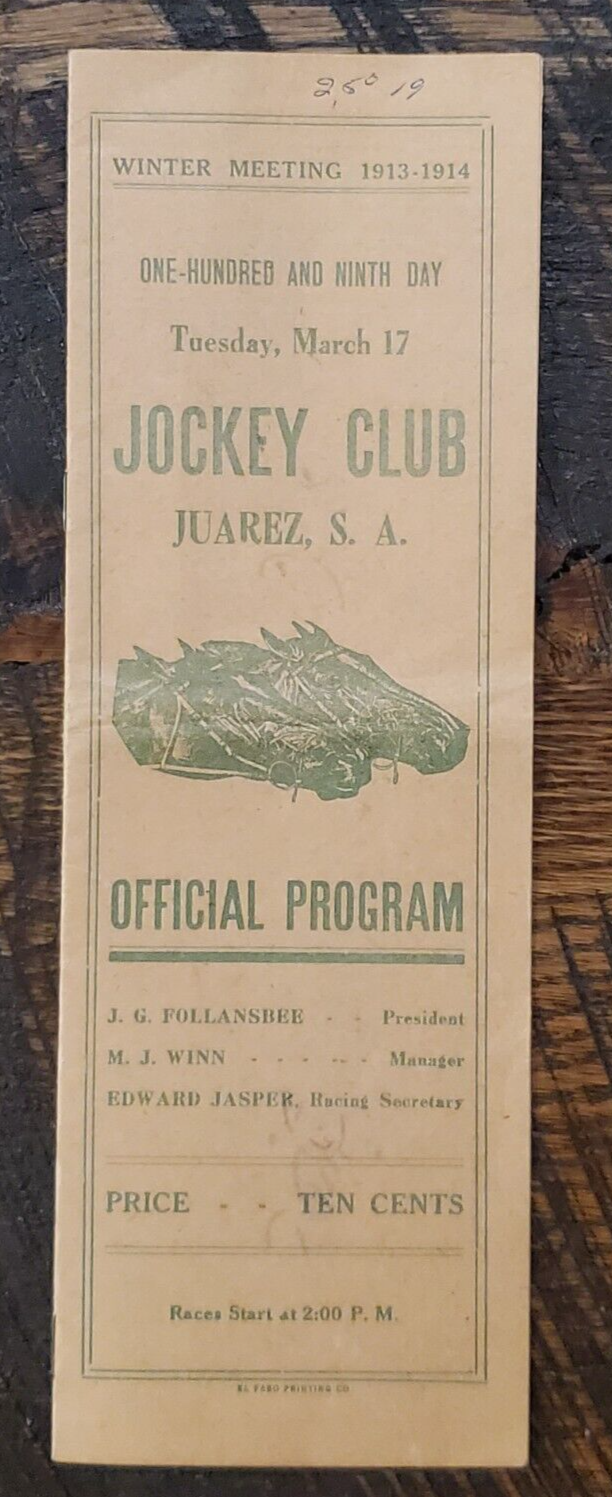 25⁰ 19
WINTER MEETING 1913-1914
ONE-HUNDRED AND NINTH DAY
Tuesday, March 17
JOCKEY CLUB
JUAREZ, S. A.
OFFICIAL PROGRAM
J. G. FOLLANSBEE - - President
M. J. WINN - - - - - - Manager
EDWARD JASPER, Racing Secretary
PRICE - - TEN CENTS
Races Start at 2:00 P. M.
EL PASO PRINTING CO